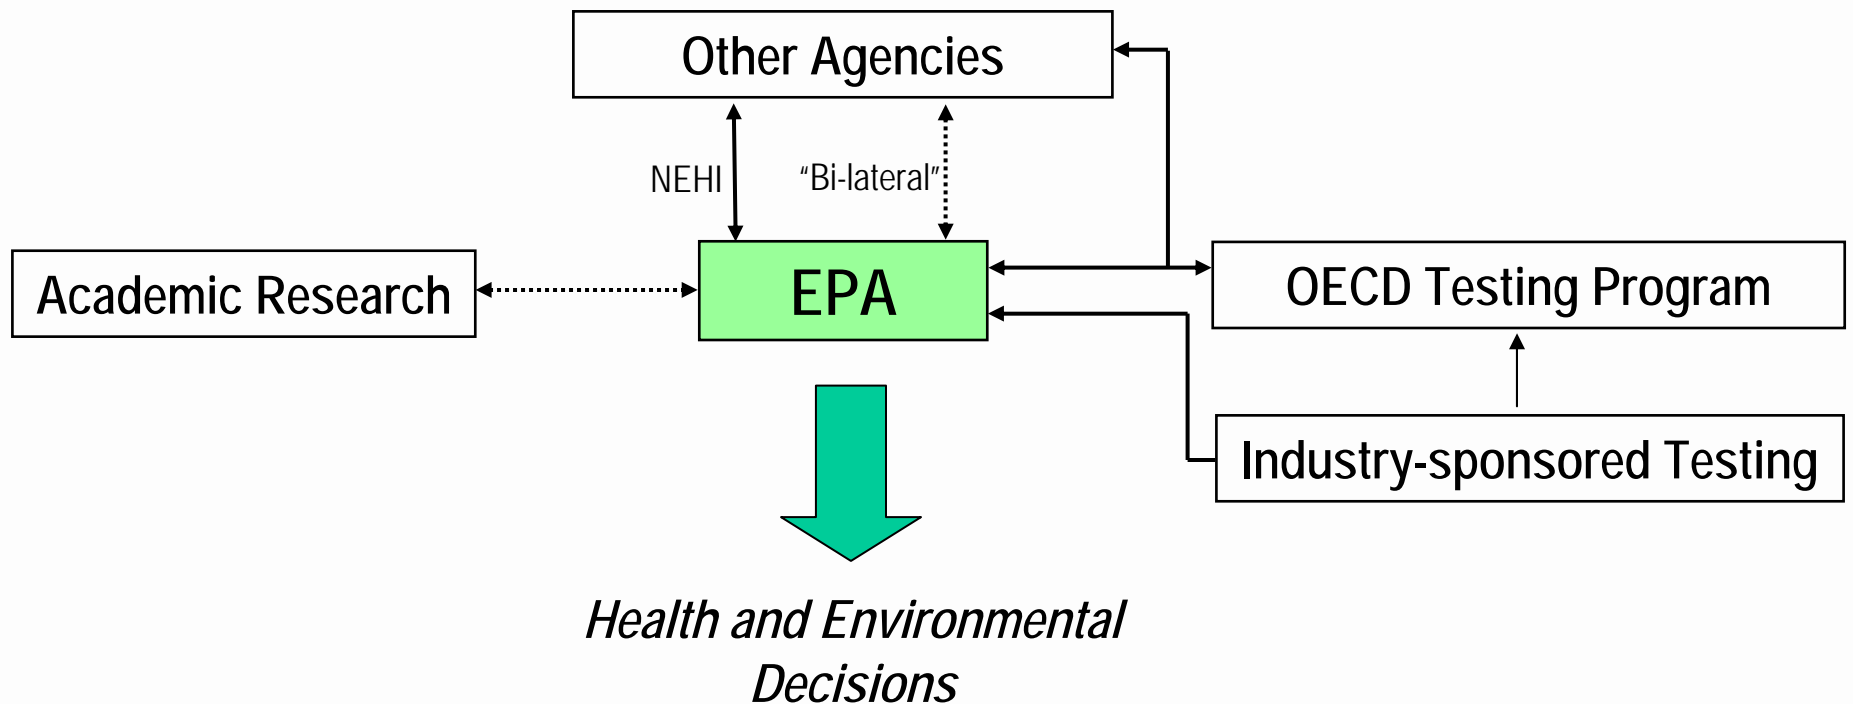 Other Agencies
NEHI
“Bi-lateral”
Academic Research
EPA
OECD Testing Program
Industry-sponsored Testing
Health and Environmental
Decisions